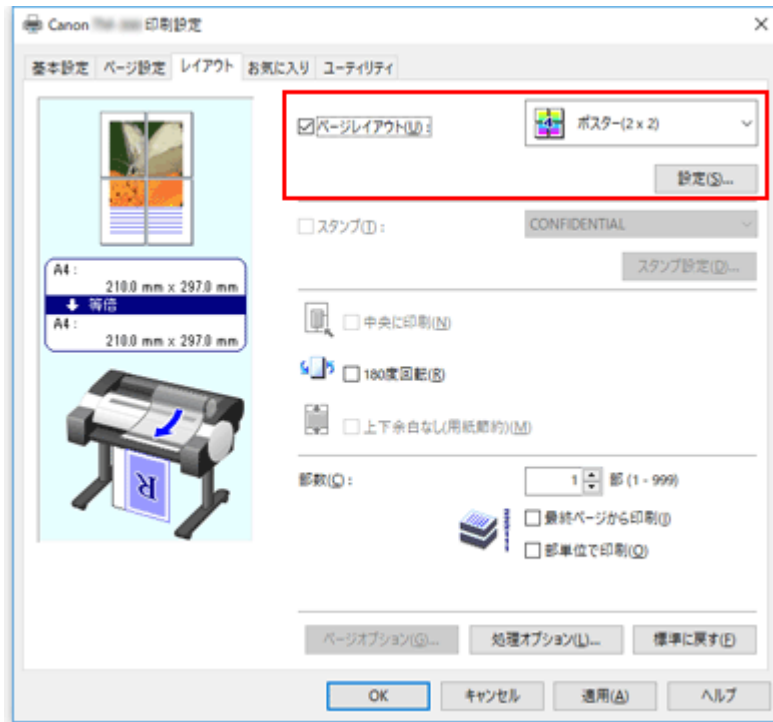 Canon 印刷設定
基本設定 ページ設定 レイアウト お気に入り ユーティリティ
ページレイアウト(U): 4 ポスター(2 x 2)
設定(S)...
スタンプ(T): CONFIDENTIAL
スタンプ設定(D)...
A4 :
210.0 mm x 297.0 mm
等倍
A4 :
210.0 mm x 297.0 mm
中央に印刷(N)
180度回転(R)
上下余白なし(用紙節約)(M)
R
部数(C): 1 部 (1 - 999)
最終ページから印刷(I)
部単位で印刷(O)
ページオプション(G)... 処理オプション(L)... 標準に戻す(F)
OK キャンセル 適用(A) ヘルプ